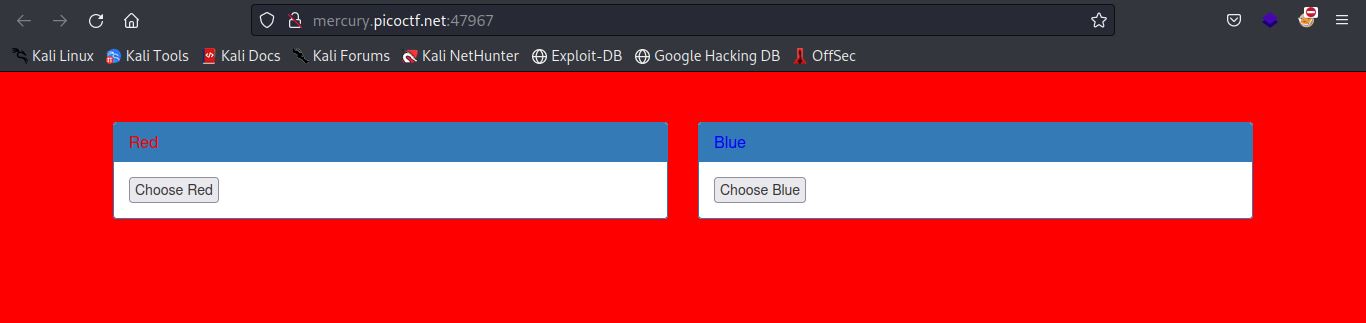 mercury.picoctf.net:47967
Kali Linux Kali Tools Kali Docs Kali Forums Kali NetHunter Exploit-DB Google Hacking DB OffSec
Red
Choose Red
Blue
Choose Blue